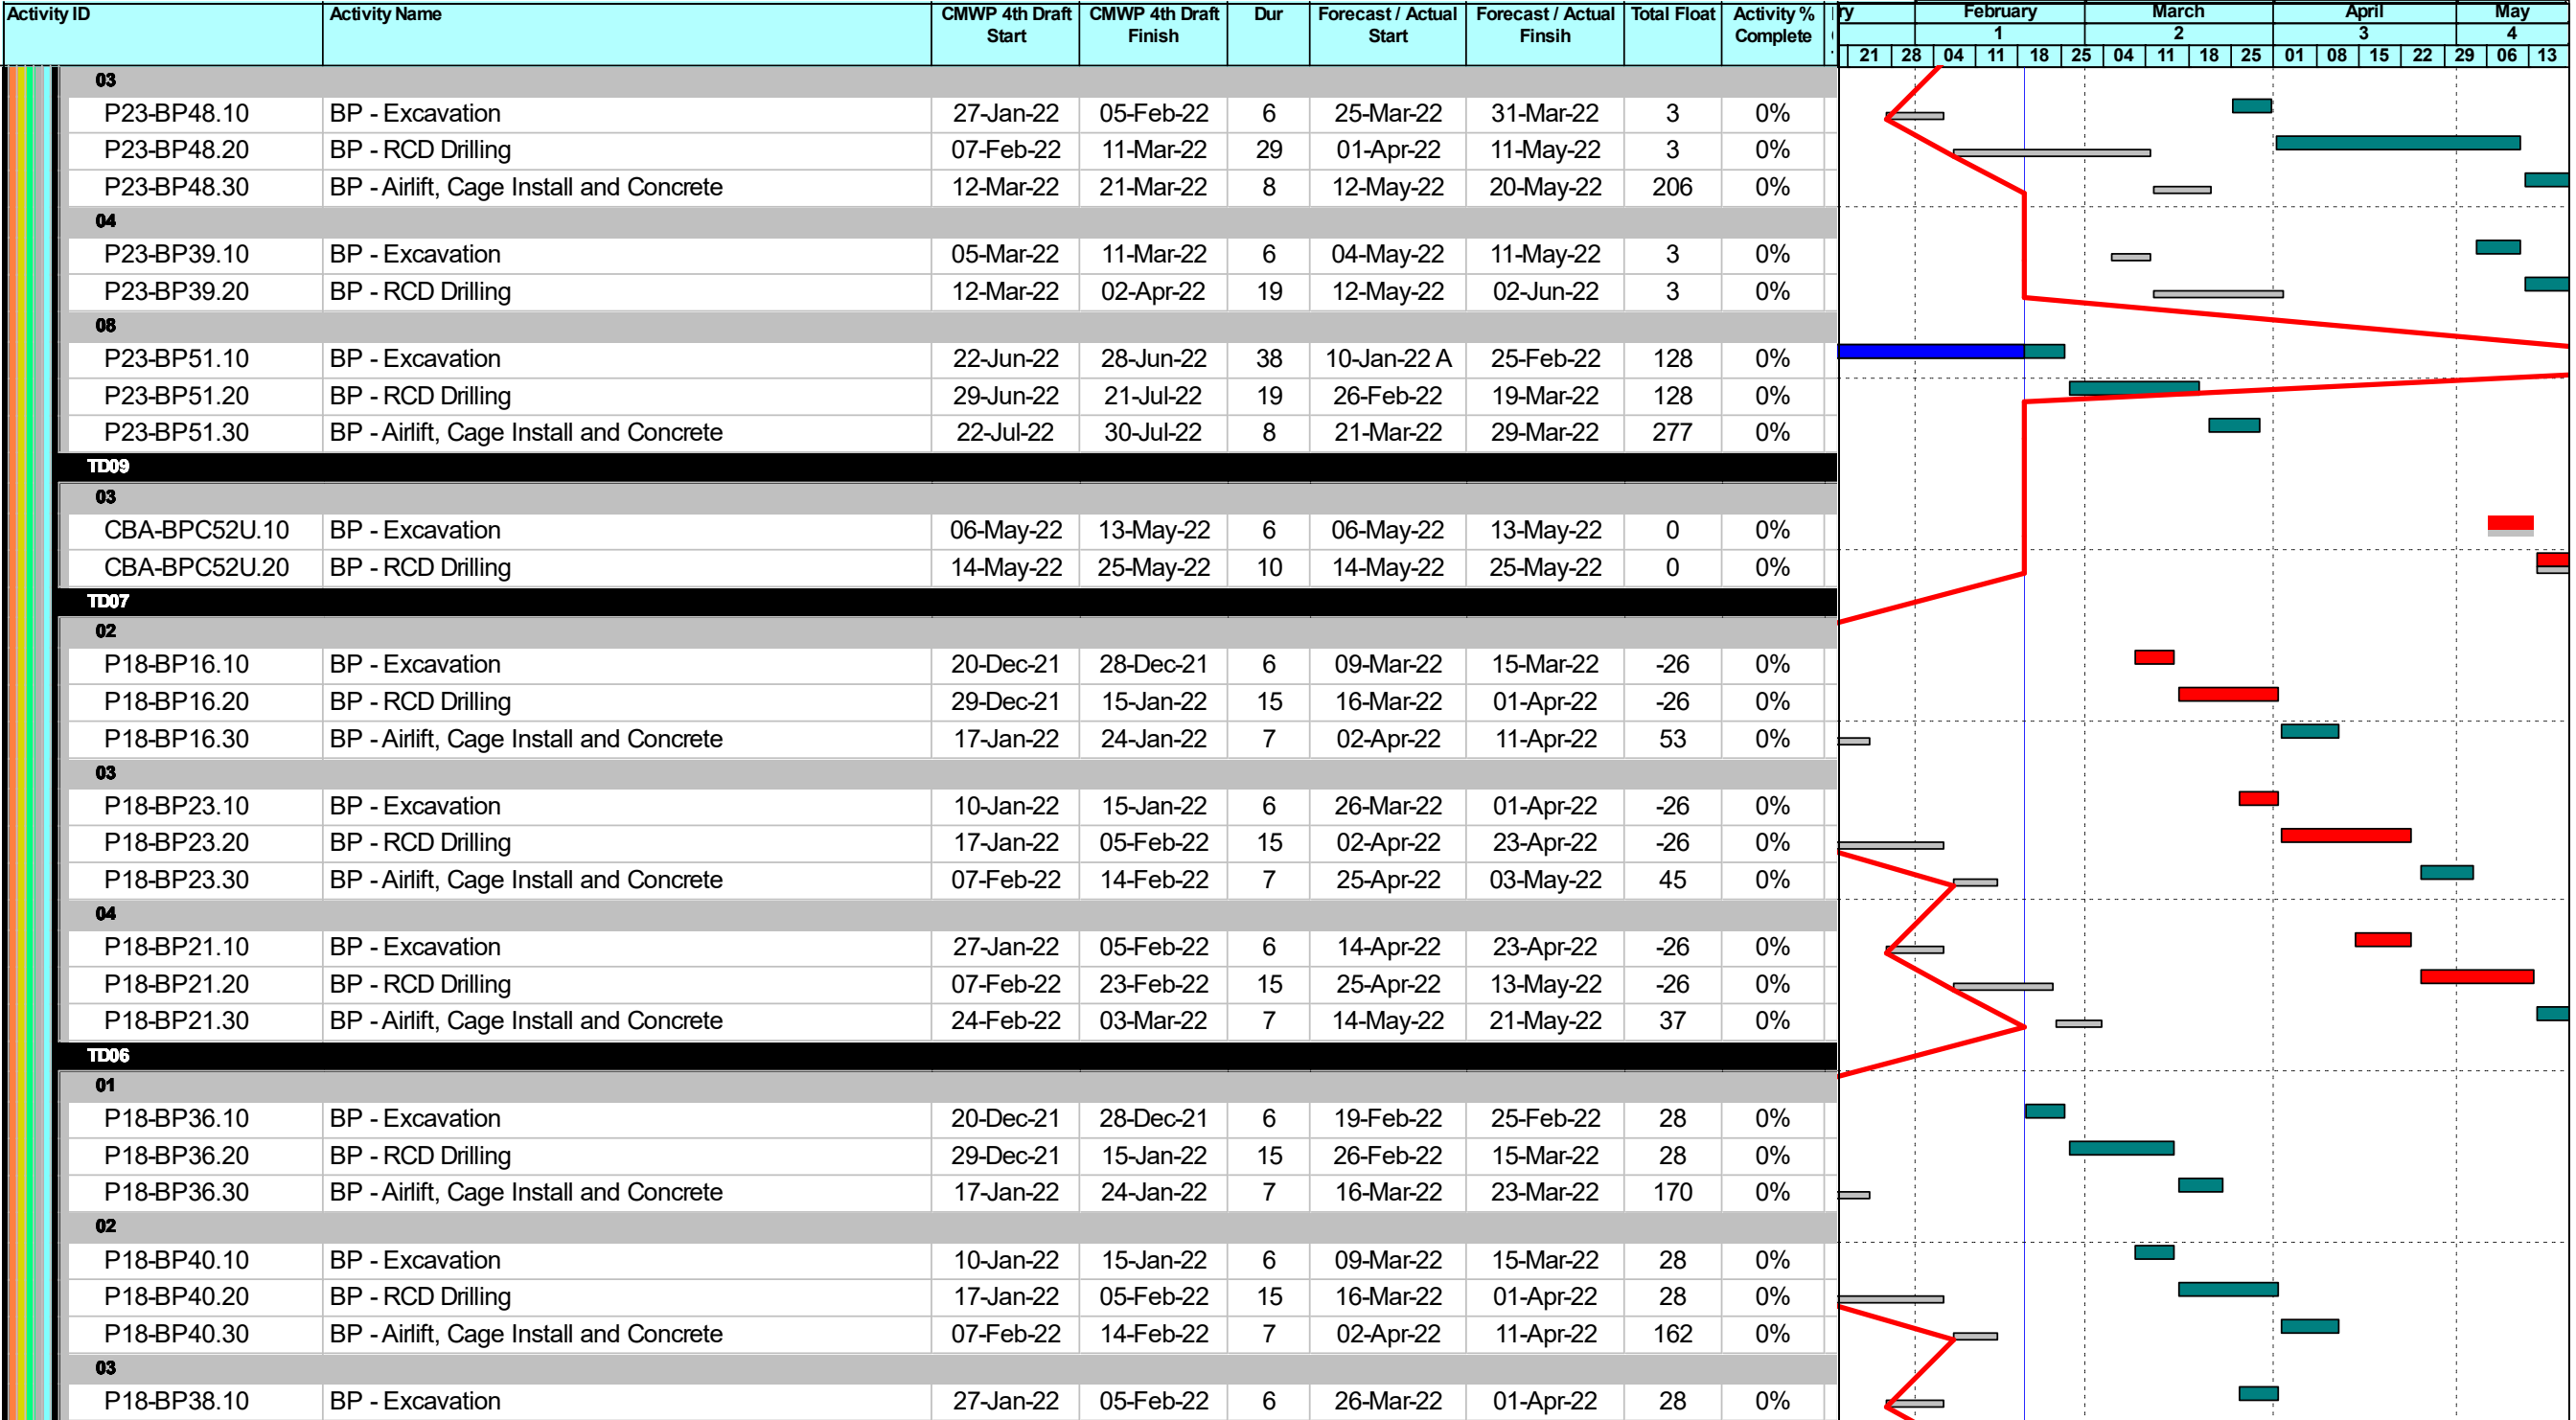 Activity ID Activity Name CMWP 4th Draft Start CMWP 4th Draft Finish Dur Forecast / Actual Start Forecast / Actual Finsih Total Float Activity % Complete ry February March April May
1 2 3 4
21 28 04 11 18 25 04 11 18 25 01 08 15 22 29 06 13
03
P23-BP48.10 BP - Excavation 27-Jan-22 05-Feb-22 6 25-Mar-22 31-Mar-22 3 0%
P23-BP48.20 BP - RCD Drilling 07-Feb-22 11-Mar-22 29 01-Apr-22 11-May-22 3 0%
P23-BP48.30 BP - Airlift, Cage Install and Concrete 12-Mar-22 21-Mar-22 8 12-May-22 20-May-22 206 0%
04
P23-BP39.10 BP - Excavation 05-Mar-22 11-Mar-22 6 04-May-22 11-May-22 3 0%
P23-BP39.20 BP - RCD Drilling 12-Mar-22 02-Apr-22 19 12-May-22 02-Jun-22 3 0%
08
P23-BP51.10 BP - Excavation 22-Jun-22 28-Jun-22 38 10-Jan-22 A 25-Feb-22 128 0%
P23-BP51.20 BP - RCD Drilling 29-Jun-22 21-Jul-22 19 26-Feb-22 19-Mar-22 128 0%
P23-BP51.30 BP - Airlift, Cage Install and Concrete 22-Jul-22 30-Jul-22 8 21-Mar-22 29-Mar-22 277 0%
TD09
03
CBA-BPC52U.10 BP - Excavation 06-May-22 13-May-22 6 06-May-22 13-May-22 0 0%
CBA-BPC52U.20 BP - RCD Drilling 14-May-22 25-May-22 10 14-May-22 25-May-22 0 0%
TD07
02
P18-BP16.10 BP - Excavation 20-Dec-21 28-Dec-21 6 09-Mar-22 15-Mar-22 -26 0%
P18-BP16.20 BP - RCD Drilling 29-Dec-21 15-Jan-22 15 16-Mar-22 01-Apr-22 -26 0%
P18-BP16.30 BP - Airlift, Cage Install and Concrete 17-Jan-22 24-Jan-22 7 02-Apr-22 11-Apr-22 53 0%
03
P18-BP23.10 BP - Excavation 10-Jan-22 15-Jan-22 6 26-Mar-22 01-Apr-22 -26 0%
P18-BP23.20 BP - RCD Drilling 17-Jan-22 05-Feb-22 15 02-Apr-22 23-Apr-22 -26 0%
P18-BP23.30 BP - Airlift, Cage Install and Concrete 07-Feb-22 14-Feb-22 7 25-Apr-22 03-May-22 45 0%
04
P18-BP21.10 BP - Excavation 27-Jan-22 05-Feb-22 6 14-Apr-22 23-Apr-22 -26 0%
P18-BP21.20 BP - RCD Drilling 07-Feb-22 23-Feb-22 15 25-Apr-22 13-May-22 -26 0%
P18-BP21.30 BP - Airlift, Cage Install and Concrete 24-Feb-22 03-Mar-22 7 14-May-22 21-May-22 37 0%
TD06
01
P18-BP36.10 BP - Excavation 20-Dec-21 28-Dec-21 6 19-Feb-22 25-Feb-22 28 0%
P18-BP36.20 BP - RCD Drilling 29-Dec-21 15-Jan-22 15 26-Feb-22 15-Mar-22 28 0%
P18-BP36.30 BP - Airlift, Cage Install and Concrete 17-Jan-22 24-Jan-22 7 16-Mar-22 23-Mar-22 170 0%
02
P18-BP40.10 BP - Excavation 10-Jan-22 15-Jan-22 6 09-Mar-22 15-Mar-22 28 0%
P18-BP40.20 BP - RCD Drilling 17-Jan-22 05-Feb-22 15 16-Mar-22 01-Apr-22 28 0%
P18-BP40.30 BP - Airlift, Cage Install and Concrete 07-Feb-22 14-Feb-22 7 02-Apr-22 11-Apr-22 162 0%
03
P18-BP38.10 BP - Excavation 27-Jan-22 05-Feb-22 6 26-Mar-22 01-Apr-22 28 0%